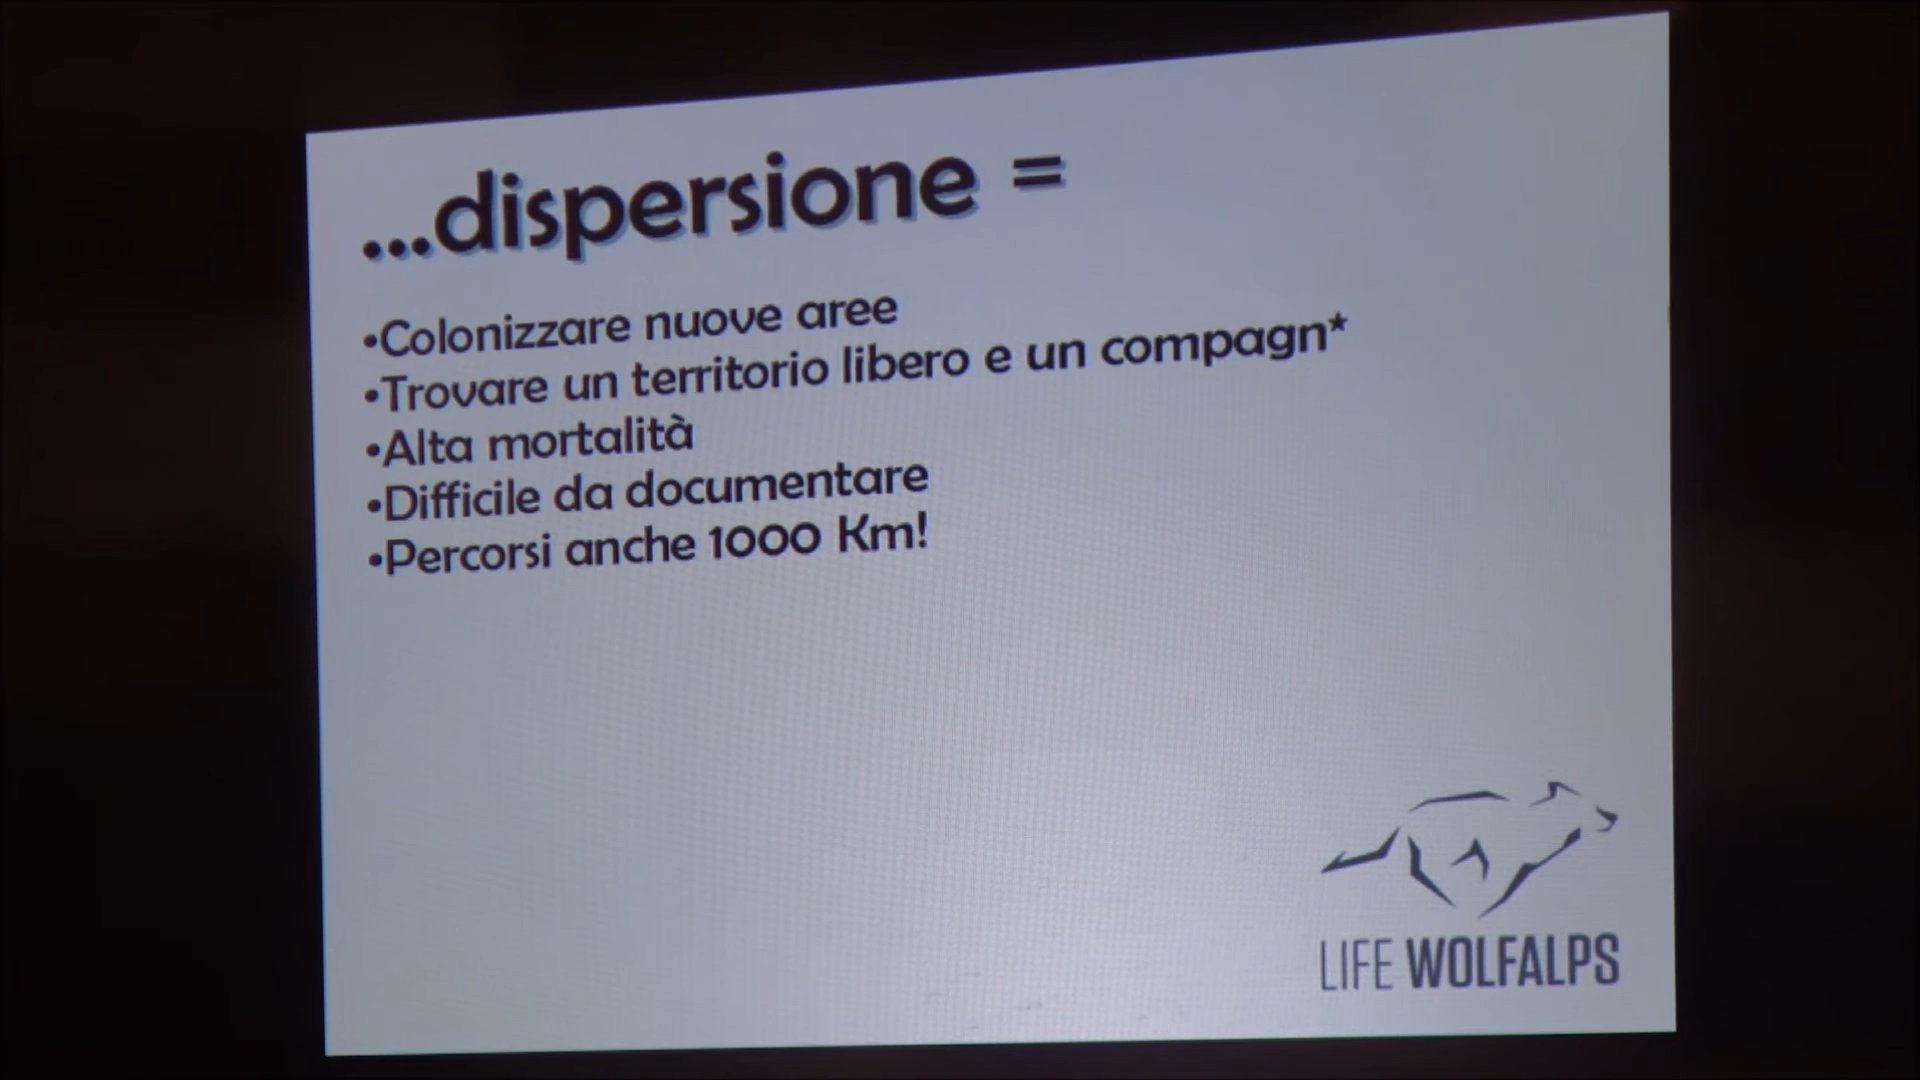 ...dispersione =
•Colonizzare nuove aree
•Trovare un territorio libero e un compagn*
•Alta mortalità
•Difficile da documentare
•Percorsi anche 1000 Km!
LIFE WOLFALPS